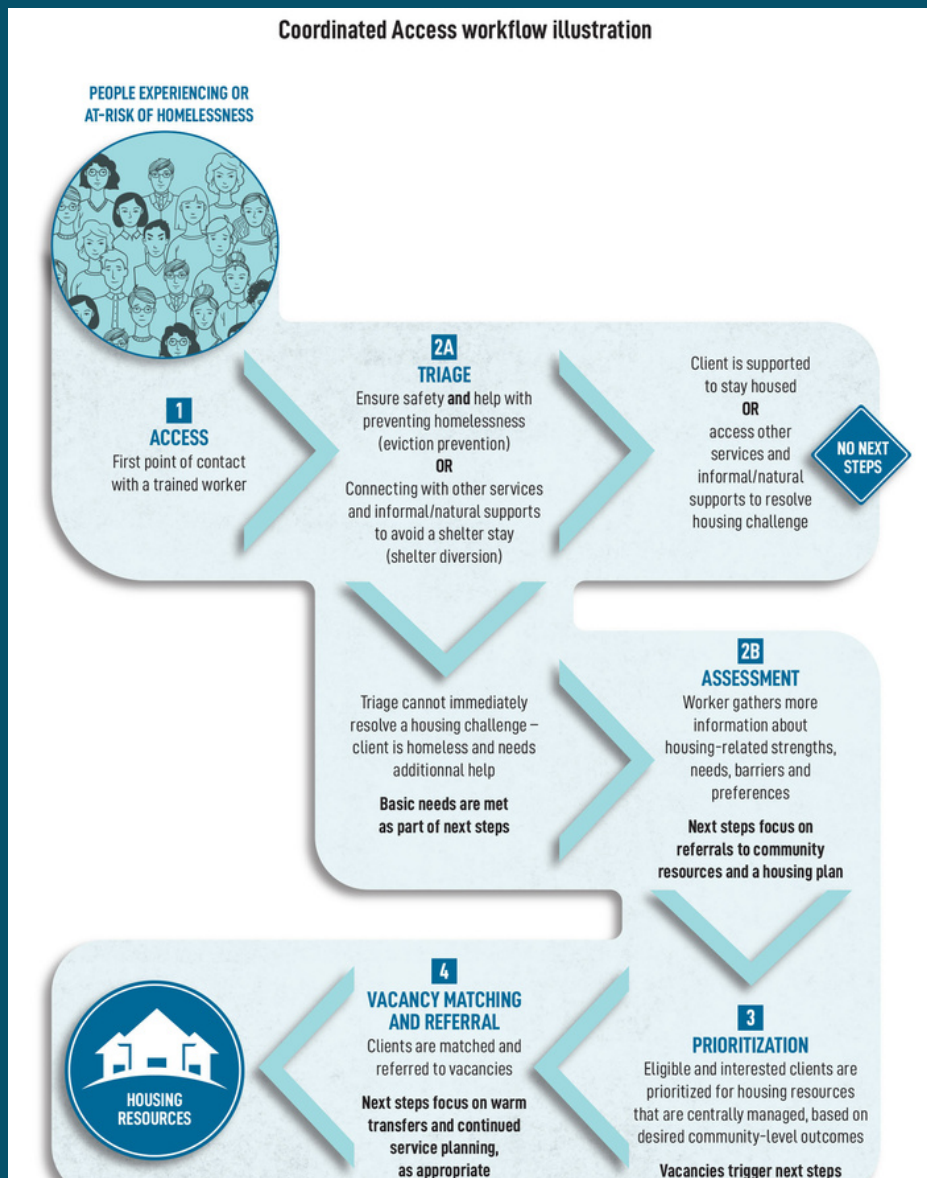 Coordinated Access workflow illustration
PEOPLE EXPERIENCING OR
AT-RISK OF HOMELESSNESS
1
ACCESS
First point of contact
with a trained worker
2A
TRIAGE
Ensure safety and help with
preventing homelessness
(eviction prevention)
OR
Connecting with other services
and informal/natural supports
to avoid a shelter stay
(shelter diversion)
Client is supported
to stay housed
OR
access other
services and
informal/natural
supports to resolve
housing challenge
NO NEXT
STEPS
Triage cannot immediately
resolve a housing challenge –
client is homeless and needs
additionnal help
Basic needs are met
as part of next steps
2B
ASSESSMENT
Worker gathers more
information about
housing-related strengths,
needs, barriers and
preferences
Next steps focus on
referrals to community
resources and a housing plan
3
PRIORITIZATION
Eligible and interested clients are
prioritized for housing resources
that are centrally managed, based on
desired community-level outcomes
Vacancies trigger next steps
4
VACANCY MATCHING
AND REFERRAL
Clients are matched and
referred to vacancies
Next steps focus on warm
transfers and continued
service planning,
as appropriate
HOUSING
RESOURCES